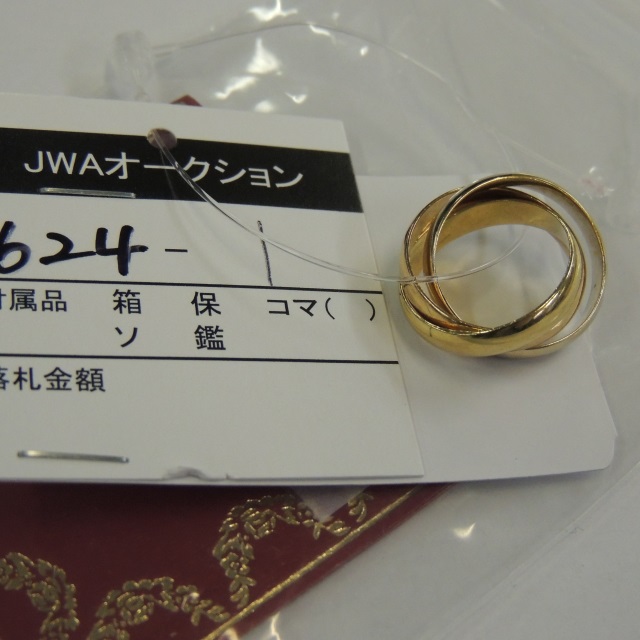 JWAオークション
624-1
付属品 箱 保 コマ( )
ソ 鑑
落札金額